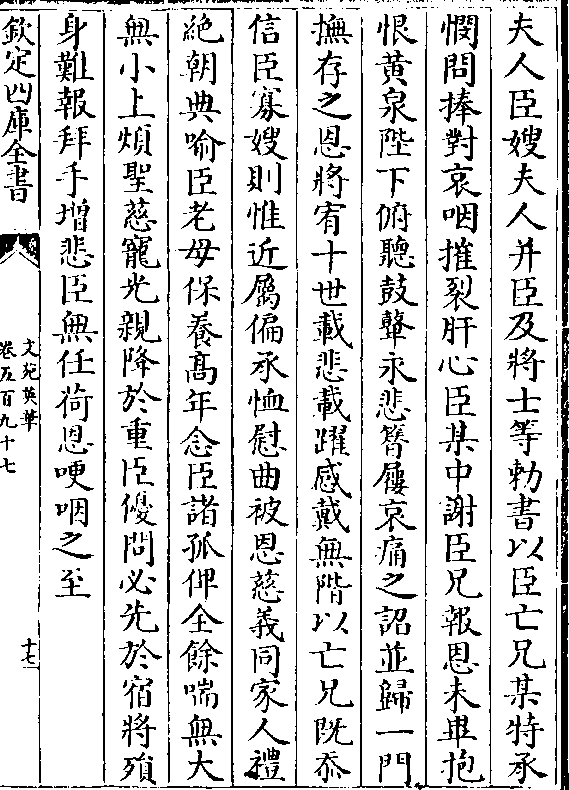 夫人臣嫂夫人并臣及將士等勅書以臣亡兄某特承
憫問捧對哀咽摧裂肝心臣某中謝臣兄報恩未畢抱
恨黄泉陛下俯聽鼓鼙永悲簪屨哀痛之詔並歸一門
撫存之恩將宥十世載悲載躍感戴無階以亡兄既忝
信臣寡嫂則惟近屬偏承恤慰曲被恩慈義同家人禮
絶朝典喻臣老母保養髙年念臣諸孤仰全餘喘無大
無小上煩聖慈寵光親降於重臣優問必先於宿將殞
身難報拜手增悲臣無任荷恩哽咽之至
欽定四庫全書
文苑英華
卷五百九十七
十七